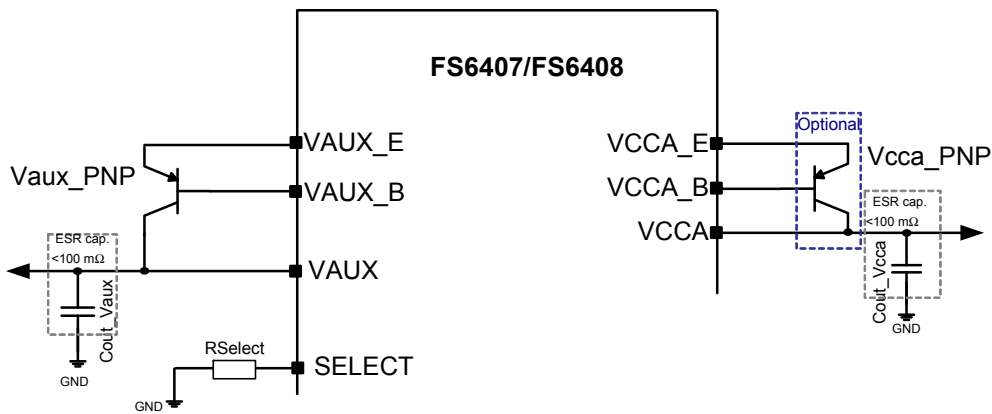 FS6407/FS6408
VAUX_E
Vaux_PNP
VAUX_B
ESR cap.
<100 mΩ
VAUX
Cout_Vaux
GND
RSelect
SELECT
GND
Optional
VCCA_E
Vcca_PNP
VCCA_B
ESR cap.
<100 mΩ
VCCA
Cout_Vcca
GND